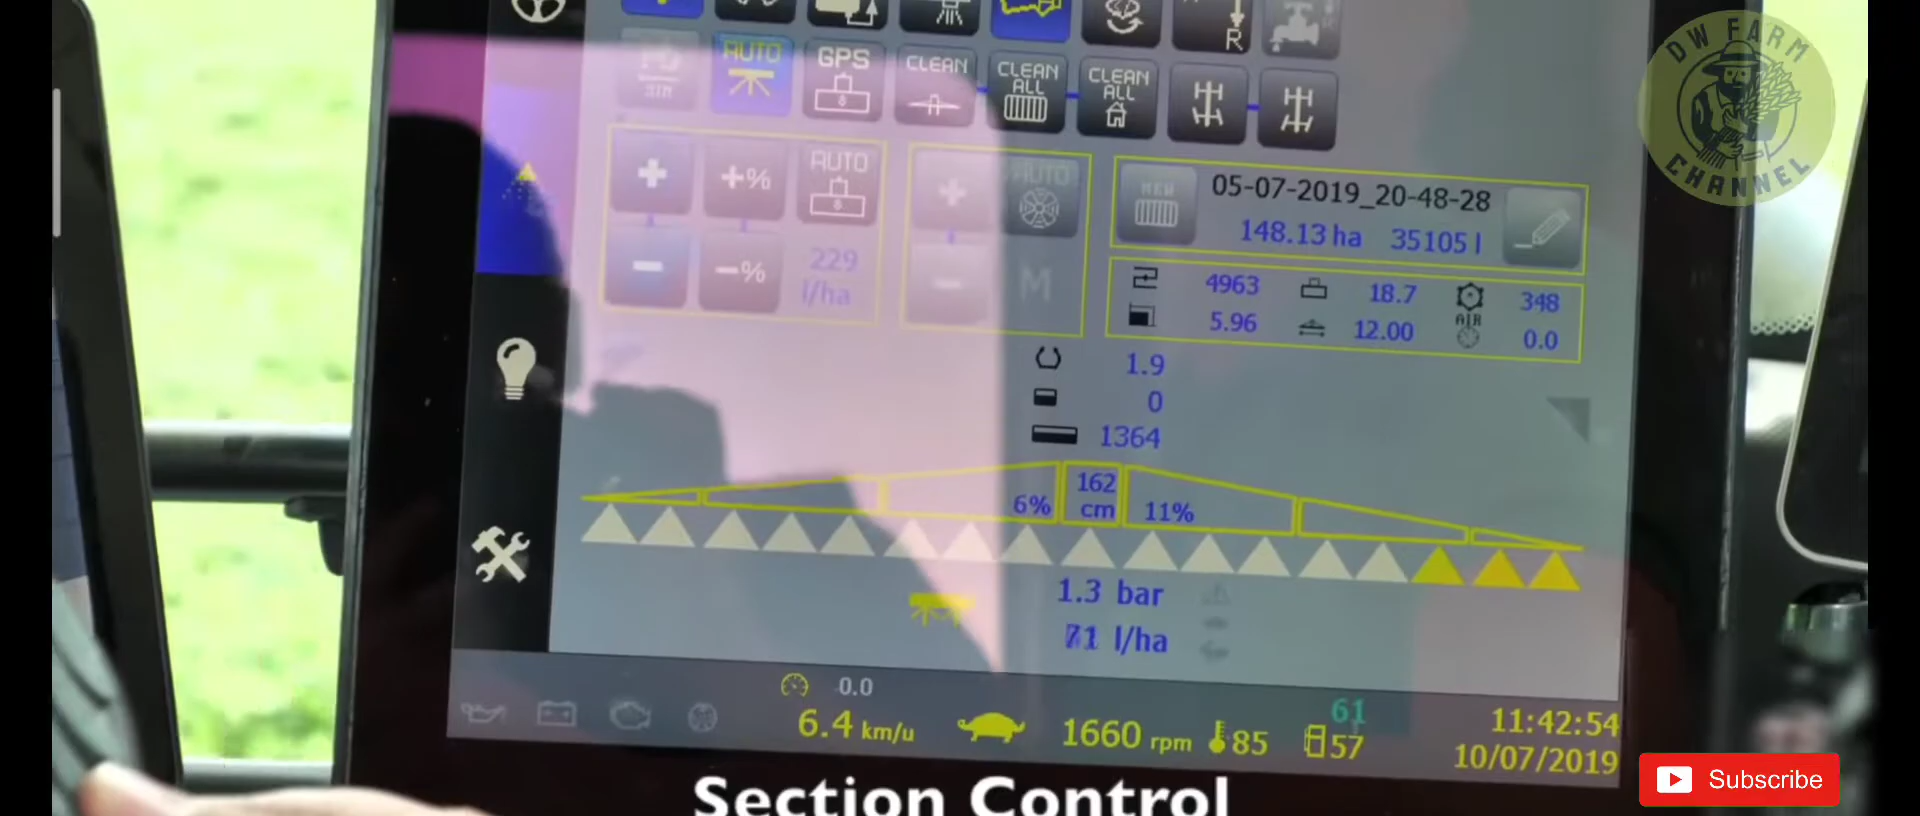 R
AUTO
GPS
CLEAN
CLEAN ALL
CLEAN ALL
+
+%
AUTO
-
-%
229
l/ha
+
AUTO
-
M
NEW
05-07-2019_20-48-28
148.13 ha 35105 l
4963 18.7 348
AIR
5.96 12.00 0.0
1.9
0
1364
6% 162 cm 11%
1.3 bar
71 l/ha
0.0
6.4 km/u 1660 rpm 85 61 57
11:42:54
10/07/2019
Section Control
DW FARM
CHANNEL
Subscribe